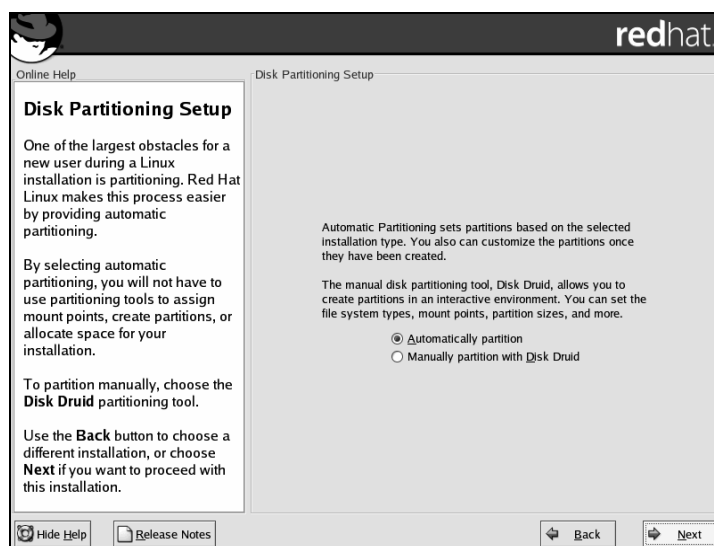 redhat.
Online Help
Disk Partitioning Setup
One of the largest obstacles for a
new user during a Linux
installation is partitioning. Red Hat
Linux makes this process easier
by providing automatic
partitioning.
By selecting automatic
partitioning, you will not have to
use partitioning tools to assign
mount points, create partitions, or
allocate space for your
installation.
To partition manually, choose the
Disk Druid partitioning tool.
Use the Back button to choose a
different installation, or choose
Next if you want to proceed with
this installation.
Disk Partitioning Setup
Automatic Partitioning sets partitions based on the selected
installation type. You also can customize the partitions once
they have been created.
The manual disk partitioning tool, Disk Druid, allows you to
create partitions in an interactive environment. You can set the
file system types, mount points, partition sizes, and more.
Automatically partition
Manually partition with Disk Druid
Hide Help
Release Notes
Back
Next